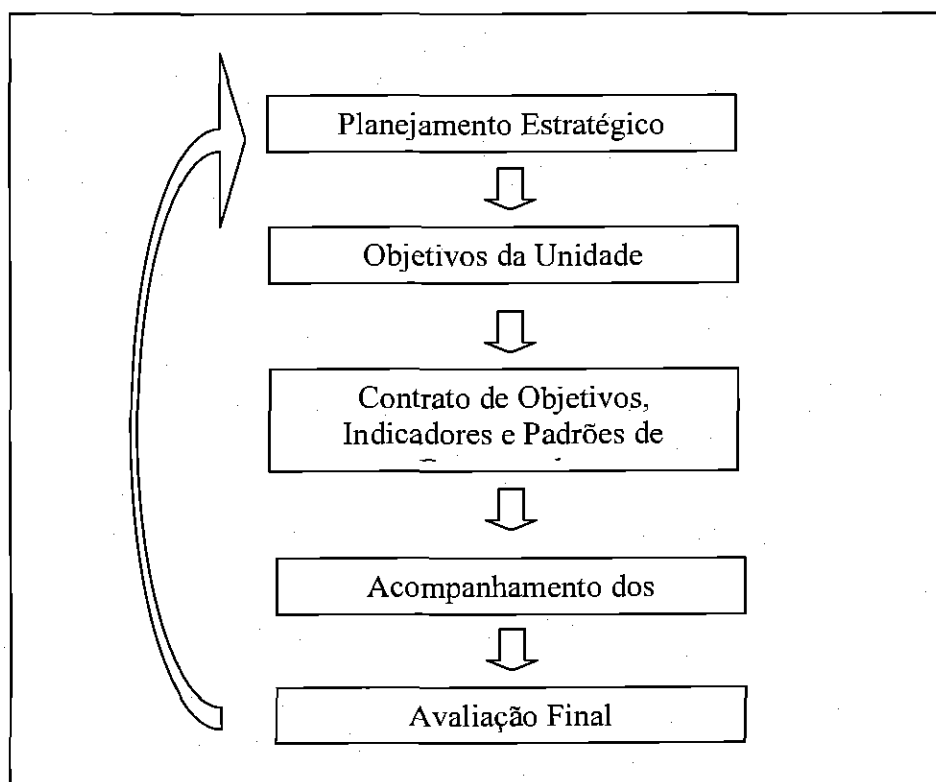 Planejamento Estratégico
Objetivos da Unidade
Contrato de Objetivos,
Indicadores e Padrões de
Acompanhamento dos
Avaliação Final